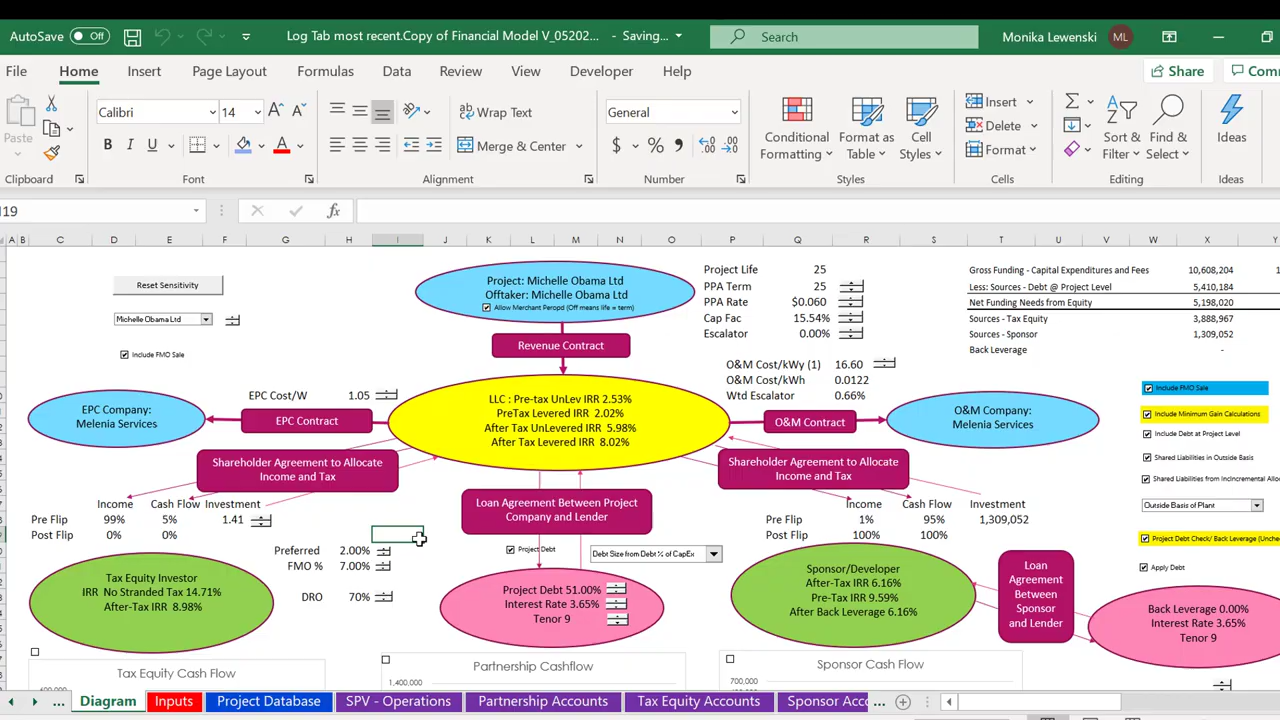 AutoSave Off Log Tab most recent.Copy of Financial Model V_05202... - Saving... Search Monika Lewenski ML
File Home Insert Page Layout Formulas Data Review View Developer Help Share
Paste Calibri 14 Wrap Text General Insert
B I U Merge & Center $ % Conditional Formatting Format as Table Cell Styles Delete Format Sort & Filter Find & Select Ideas
Clipboard Font Alignment Number Styles Cells Editing Ideas
fx
A B C D E F G H I J K L M N O P Q R S T U V W X Y
Reset Sensitivity
Michelle Obama Ltd
Include FMO Sale
Project: Michelle Obama Ltd
Offtaker: Michelle Obama Ltd
Allow Merchant Peropd (Off means life = term)
Revenue Contract
Project Life 25
PPA Term 25
PPA Rate $0.060
Cap Fac 15.54%
Escalator 0.00%
O&M Cost/kWy (1) 16.60
O&M Cost/kWh 0.0122
Wtd Escalator 0.66%
Gross Funding - Capital Expenditures and Fees 10,608,204
Less: Sources - Debt @ Project Level 5,410,184
Net Funding Needs from Equity 5,198,020
Sources - Tax Equity 3,888,967
Sources - Sponsor 1,309,052
Back Leverage -
EPC Cost/W 1.05
EPC Company:
Melenia Services
EPC Contract
LLC : Pre-tax UnLev IRR 2.53%
PreTax Levered IRR 2.02%
After Tax UnLevered IRR 5.98%
After Tax Levered IRR 8.02%
O&M Contract
O&M Company:
Melenia Services
Include FMO Sale
Include Minimum Gain Calculations
Include Debt at Project Level
Shared Liabilities in Outside Basis
Outside Basis of Plant
Apply Debt
Shareholder Agreement to Allocate
Income and Tax
Shareholder Agreement to Allocate
Income and Tax
Income Cash Flow Investment
Pre Flip 99% 5% 1.41
Post Flip 0% 0%
Loan Agreement Between Project
Company and Lender
Income Cash Flow Investment
Pre Flip 1% 95% 1,309,052
Post Flip 100% 100%
Preferred 2.00%
FMO % 7.00%
DRO 70%
Project Debt
Debt Size from Debt % of CapEx
Tax Equity Investor
IRR No Stranded Tax 14.71%
After-Tax IRR 8.98%
Project Debt 51.00%
Interest Rate 3.65%
Tenor 9
Sponsor/Developer
After-Tax IRR 6.16%
Pre-Tax IRR 9.59%
After Back Leverage 6.16%
Loan
Agreement
Between
Sponsor
and Lender
Back Leverage 0.00%
Interest Rate 3.65%
Tenor 9
Tax Equity Cash Flow
Partnership Cashflow
1,400,000
Sponsor Cash Flow
700,000
... Diagram Inputs Project Database SPV - Operations Partnership Accounts Tax Equity Accounts ...